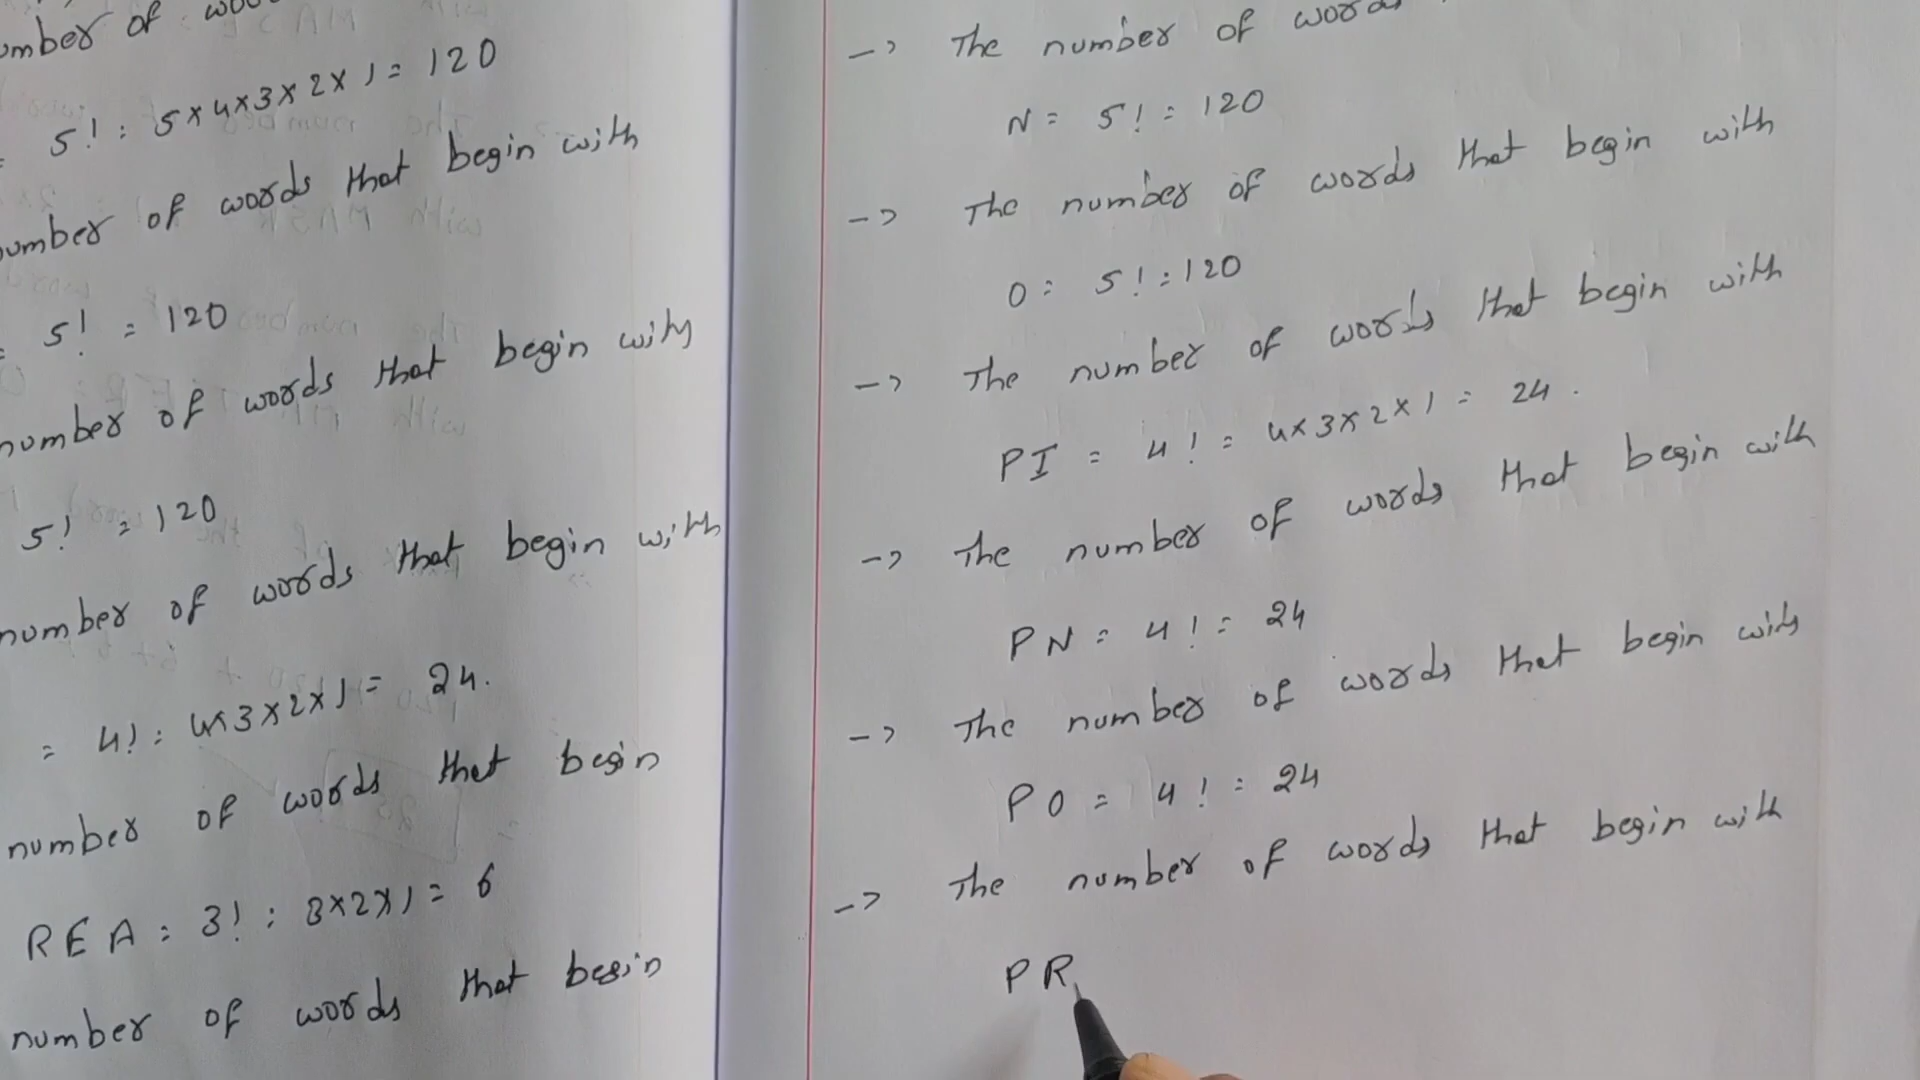 number of
5! = 5×4×3×2×1 = 120
number of words that begin with
= 5! = 120
number of words that begin with
5! = 120
number of words that begin with
= 4! = 4×3×2×1 = 24.
number of words that begin
REA = 3! = 3×2×1 = 6
number of words that begin
-> The number of words
N = 5! = 120
-> The number of words that begin with
O = 5! = 120
-> The number of words that begin with
PI = 4! = 4×3×2×1 = 24.
-> The number of words that begin with
PN = 4! = 24
-> The number of words that begin with
PO = 4! = 24
-> The number of words that begin with
PR